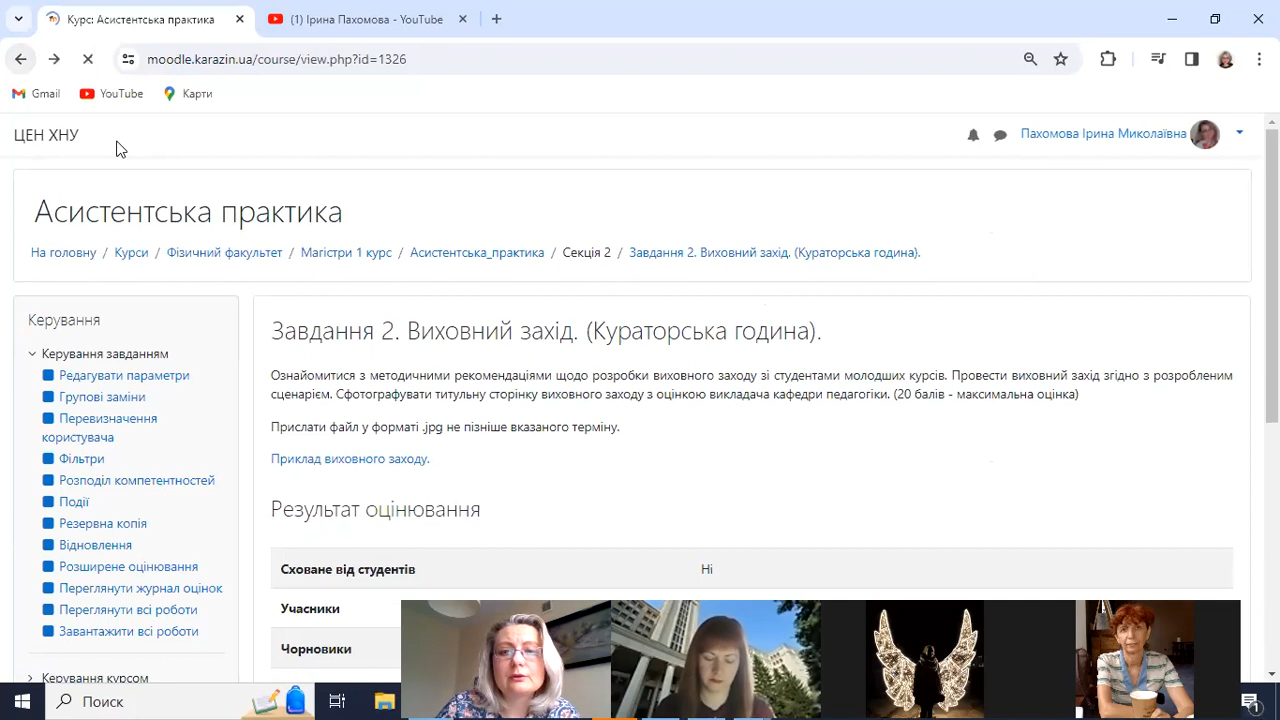 Курс: Асистентська практика
(1) Ірина Пахомова - YouTube
moodle.karazin.ua/course/view.php?id=1326
Gmail
YouTube
Карти
ЦЕН ХНУ
Пахомова Ірина Миколаївна
Асистентська практика
На головну / Курси / Фізичний факультет / Магістри 1 курс / Асистентська_практика / Секція 2 / Завдання 2. Виховний захід. (Кураторська година).
Керування
Керування завданням
Редагувати параметри
Групові заміни
Перевизначення
користувача
Фільтри
Розподіл компетентностей
Події
Резервна копія
Відновлення
Розширене оцінювання
Переглянути журнал оцінок
Переглянути всі роботи
Завантажити всі роботи
Керування курсом
Завдання 2. Виховний захід. (Кураторська година).
Ознайомитися з методичними рекомендаціями щодо розробки виховного заходу зі студентами молодших курсів. Провести виховний захід згідно з розробленим
сценарієм. Сфотографувати титульну сторінку виховного заходу з оцінкою викладача кафедри педагогіки. (20 балів - максимальна оцінка)
Прислати файл у форматі .jpg не пізніше вказаного терміну.
Приклад виховного заходу.
Результат оцінювання
Сховане від студентів Ні
Учасники
Чорновики
Поиск
1